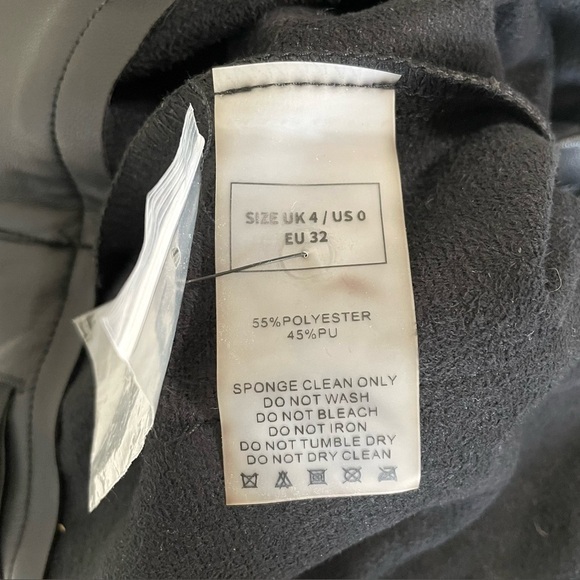 SIZE UK 4 / US 0
EU 32
55%POLYESTER
45%PU
SPONGE CLEAN ONLY
DO NOT WASH
DO NOT BLEACH
DO NOT IRON
DO NOT TUMBLE DRY
DO NOT DRY CLEAN